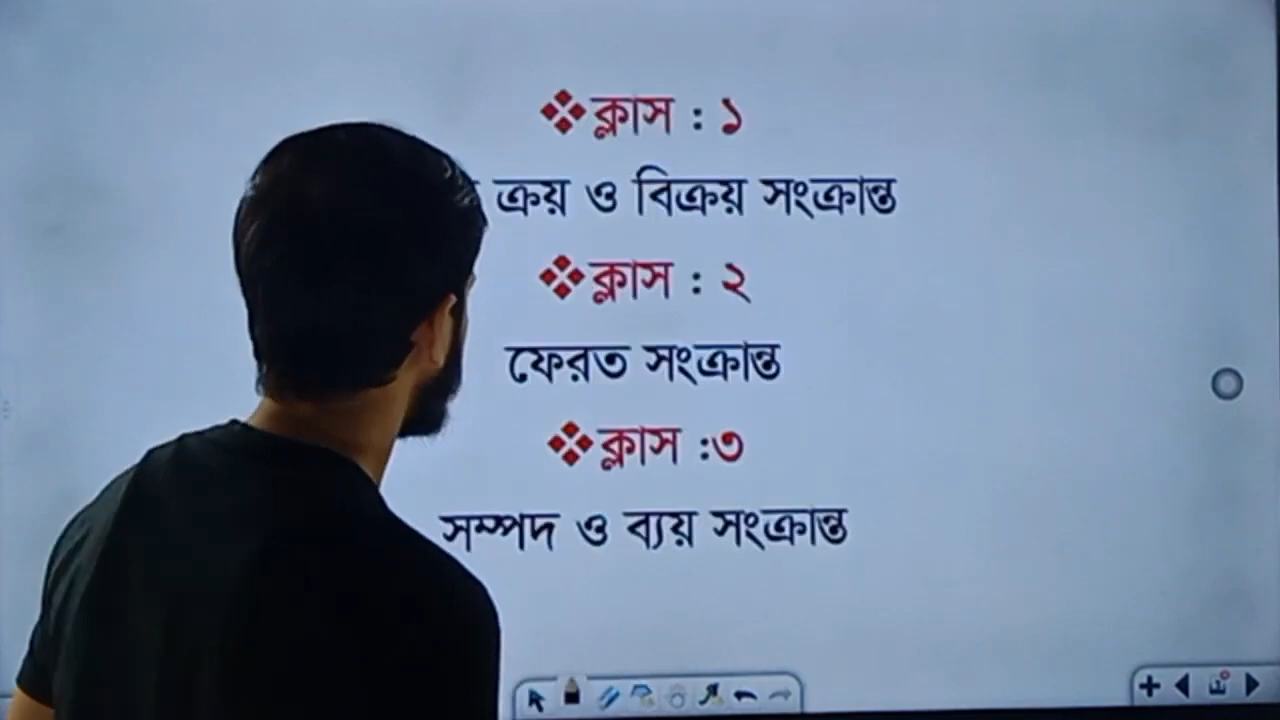 ❖ক্লাস : ১
ক্রয় ও বিক্রয় সংক্রান্ত
❖ক্লাস : ২
ফেরত সংক্রান্ত
❖ক্লাস :৩
সম্পদ ও ব্যয় সংক্রান্ত